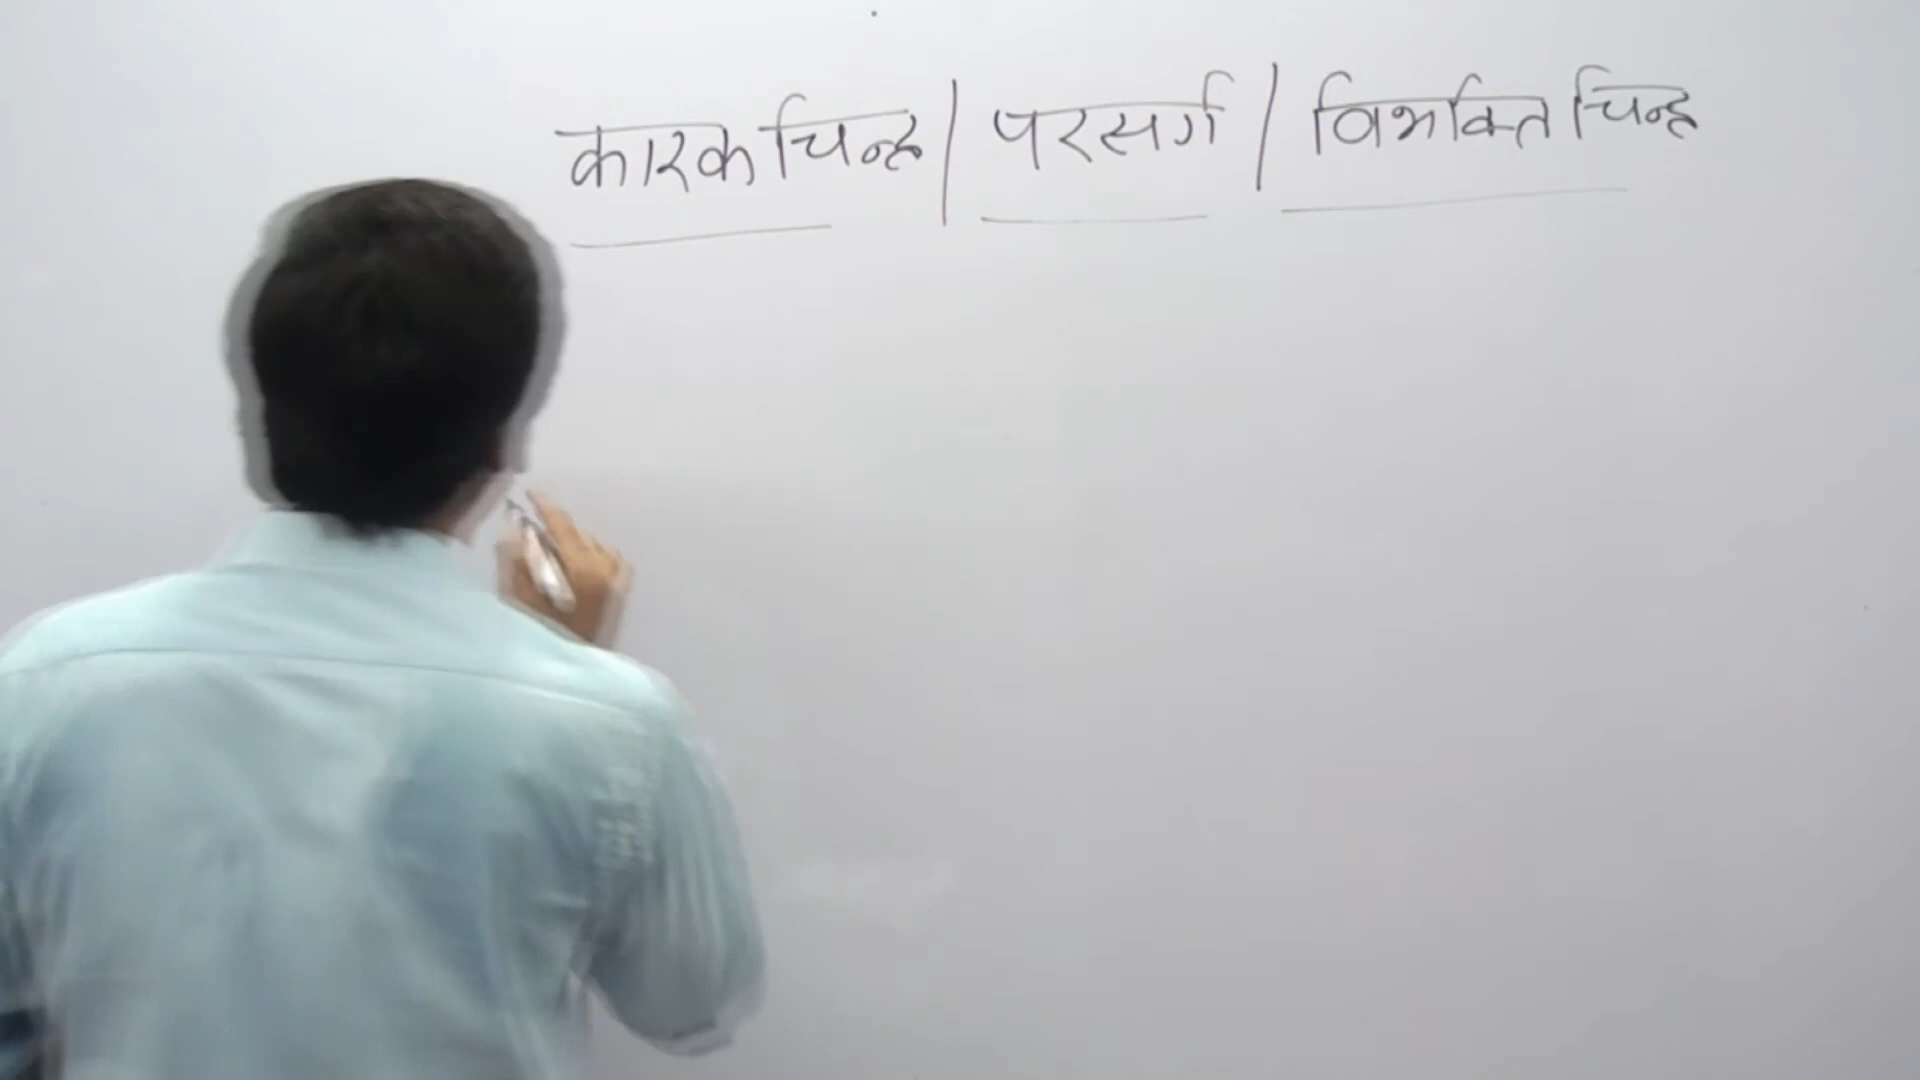 कारक चिन्ह / परसर्ग / विभक्ति चिन्ह